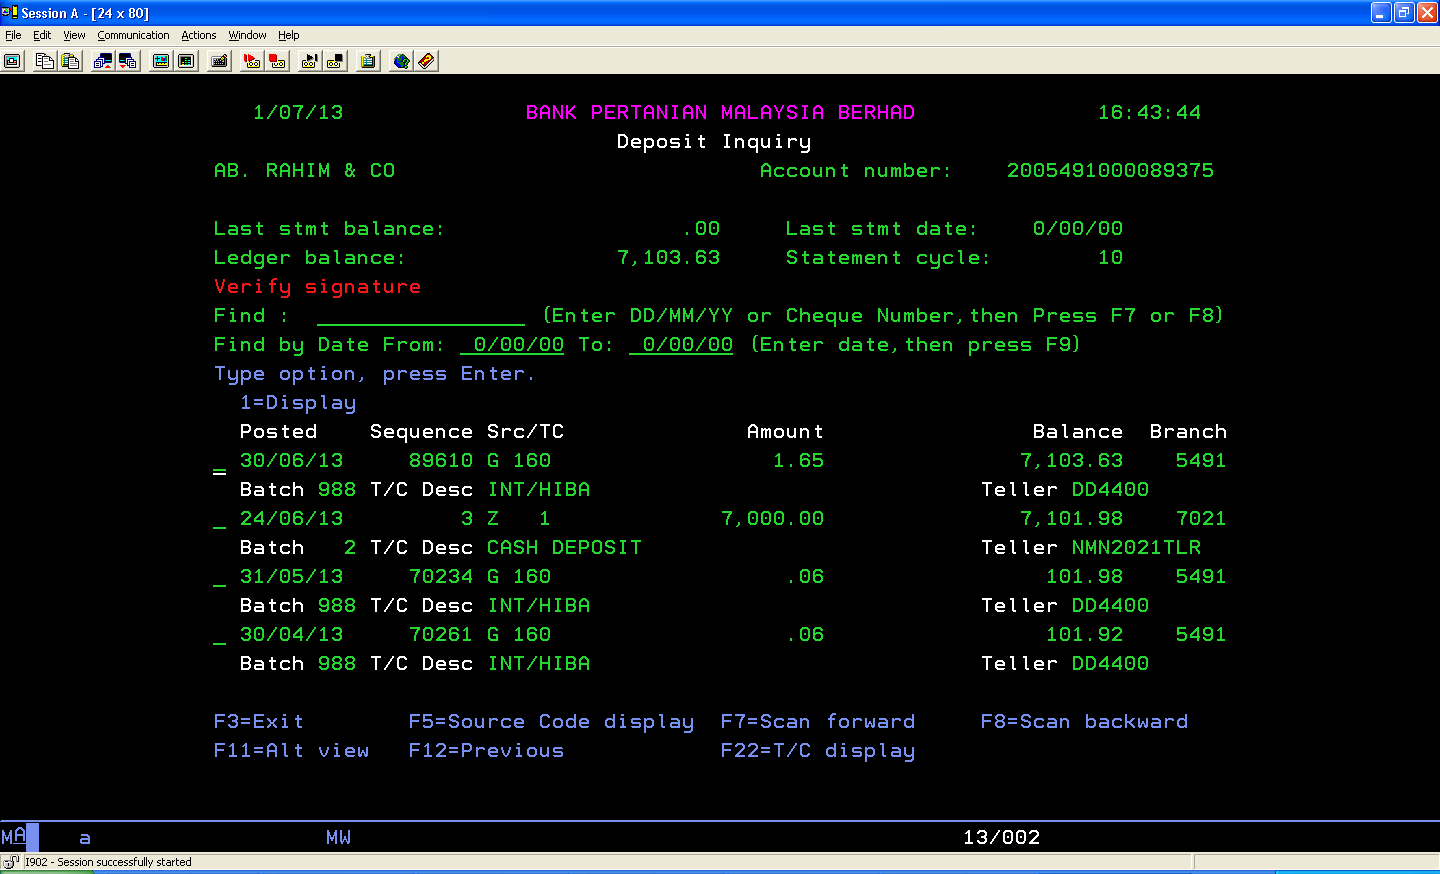 Session A - [24 x 80]
File Edit View Communication Actions Window Help
1/07/13 BANK PERTANIAN MALAYSIA BERHAD 16:43:44
Deposit Inquiry
AB. RAHIM & CO Account number: 2005491000089375
Last stmt balance: .00 Last stmt date: 0/00/00
Ledger balance: 7,103.63 Statement cycle: 10
Verify signature
Find : ________________ (Enter DD/MM/YY or Cheque Number,then Press F7 or F8)
Find by Date From: 0/00/00 To: 0/00/00 (Enter date,then press F9)
Type option, press Enter.
1=Display
Posted Sequence Src/TC Amount Balance Branch
_ 30/06/13 89610 G 160 1.65 7,103.63 5491
Batch 988 T/C Desc INT/HIBA Teller DD4400
_ 24/06/13 3 Z 1 7,000.00 7,101.98 7021
Batch 2 T/C Desc CASH DEPOSIT Teller NMN2021TLR
_ 31/05/13 70234 G 160 .06 101.98 5491
Batch 988 T/C Desc INT/HIBA Teller DD4400
_ 30/04/13 70261 G 160 .06 101.92 5491
Batch 988 T/C Desc INT/HIBA Teller DD4400
F3=Exit F5=Source Code display F7=Scan forward F8=Scan backward
F11=Alt view F12=Previous F22=T/C display
MA a MW 13/002
I902 - Session successfully started